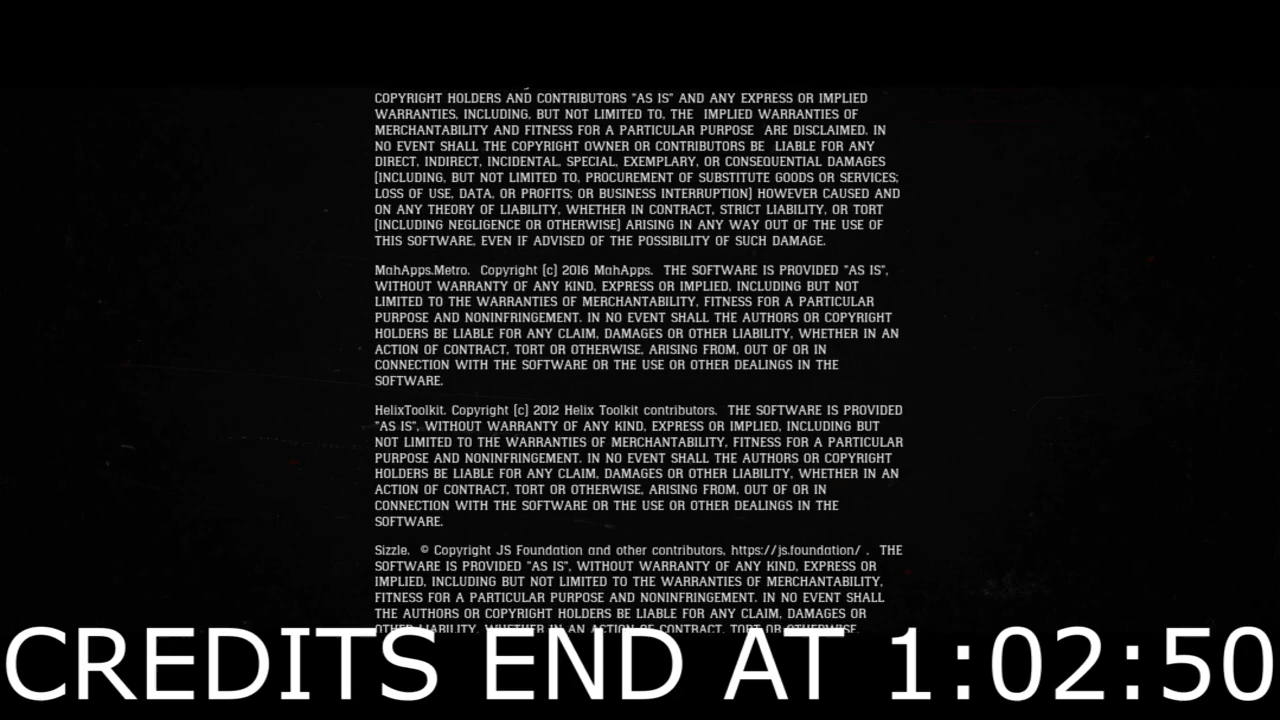 COPYRIGHT HOLDERS AND CONTRIBUTORS "AS IS" AND ANY EXPRESS OR IMPLIED
WARRANTIES, INCLUDING, BUT NOT LIMITED TO, THE  IMPLIED WARRANTIES OF
MERCHANTABILITY AND FITNESS FOR A PARTICULAR PURPOSE  ARE DISCLAIMED. IN
NO EVENT SHALL THE COPYRIGHT OWNER OR CONTRIBUTORS BE  LIABLE FOR ANY
DIRECT, INDIRECT, INCIDENTAL, SPECIAL, EXEMPLARY, OR CONSEQUENTIAL DAMAGES
[INCLUDING, BUT NOT LIMITED TO, PROCUREMENT OF SUBSTITUTE GOODS OR SERVICES;
LOSS OF USE, DATA, OR PROFITS; OR BUSINESS INTERRUPTION] HOWEVER CAUSED AND
ON ANY THEORY OF LIABILITY, WHETHER IN CONTRACT, STRICT LIABILITY, OR TORT
[INCLUDING NEGLIGENCE OR OTHERWISE] ARISING IN ANY WAY OUT OF THE USE OF
THIS SOFTWARE, EVEN IF ADVISED OF THE POSSIBILITY OF SUCH DAMAGE.
MahApps.Metro.  Copyright [c] 2016 MahApps.  THE SOFTWARE IS PROVIDED "AS IS",
WITHOUT WARRANTY OF ANY KIND, EXPRESS OR IMPLIED, INCLUDING BUT NOT
LIMITED TO THE WARRANTIES OF MERCHANTABILITY, FITNESS FOR A PARTICULAR
PURPOSE AND NONINFRINGEMENT. IN NO EVENT SHALL THE AUTHORS OR COPYRIGHT
HOLDERS BE LIABLE FOR ANY CLAIM, DAMAGES OR OTHER LIABILITY, WHETHER IN AN
ACTION OF CONTRACT, TORT OR OTHERWISE, ARISING FROM, OUT OF OR IN
CONNECTION WITH THE SOFTWARE OR THE USE OR OTHER DEALINGS IN THE
SOFTWARE.
HelixToolkit. Copyright [c] 2012 Helix Toolkit contributors.  THE SOFTWARE IS PROVIDED
"AS IS", WITHOUT WARRANTY OF ANY KIND, EXPRESS OR IMPLIED, INCLUDING BUT
NOT LIMITED TO THE WARRANTIES OF MERCHANTABILITY, FITNESS FOR A PARTICULAR
PURPOSE AND NONINFRINGEMENT. IN NO EVENT SHALL THE AUTHORS OR COPYRIGHT
HOLDERS BE LIABLE FOR ANY CLAIM, DAMAGES OR OTHER LIABILITY, WHETHER IN AN
ACTION OF CONTRACT, TORT OR OTHERWISE, ARISING FROM, OUT OF OR IN
CONNECTION WITH THE SOFTWARE OR THE USE OR OTHER DEALINGS IN THE
SOFTWARE.
Sizzle.  © Copyright JS Foundation and other contributors, https://js.foundation/ .  THE
SOFTWARE IS PROVIDED "AS IS", WITHOUT WARRANTY OF ANY KIND, EXPRESS OR
IMPLIED, INCLUDING BUT NOT LIMITED TO THE WARRANTIES OF MERCHANTABILITY,
FITNESS FOR A PARTICULAR PURPOSE AND NONINFRINGEMENT. IN NO EVENT SHALL
THE AUTHORS OR COPYRIGHT HOLDERS BE LIABLE FOR ANY CLAIM, DAMAGES OR
OTHER LIABILITY, WHETHER IN AN ACTION OF CONTRACT, TORT OR OTHERWISE,
CREDITS END AT 1:02:50